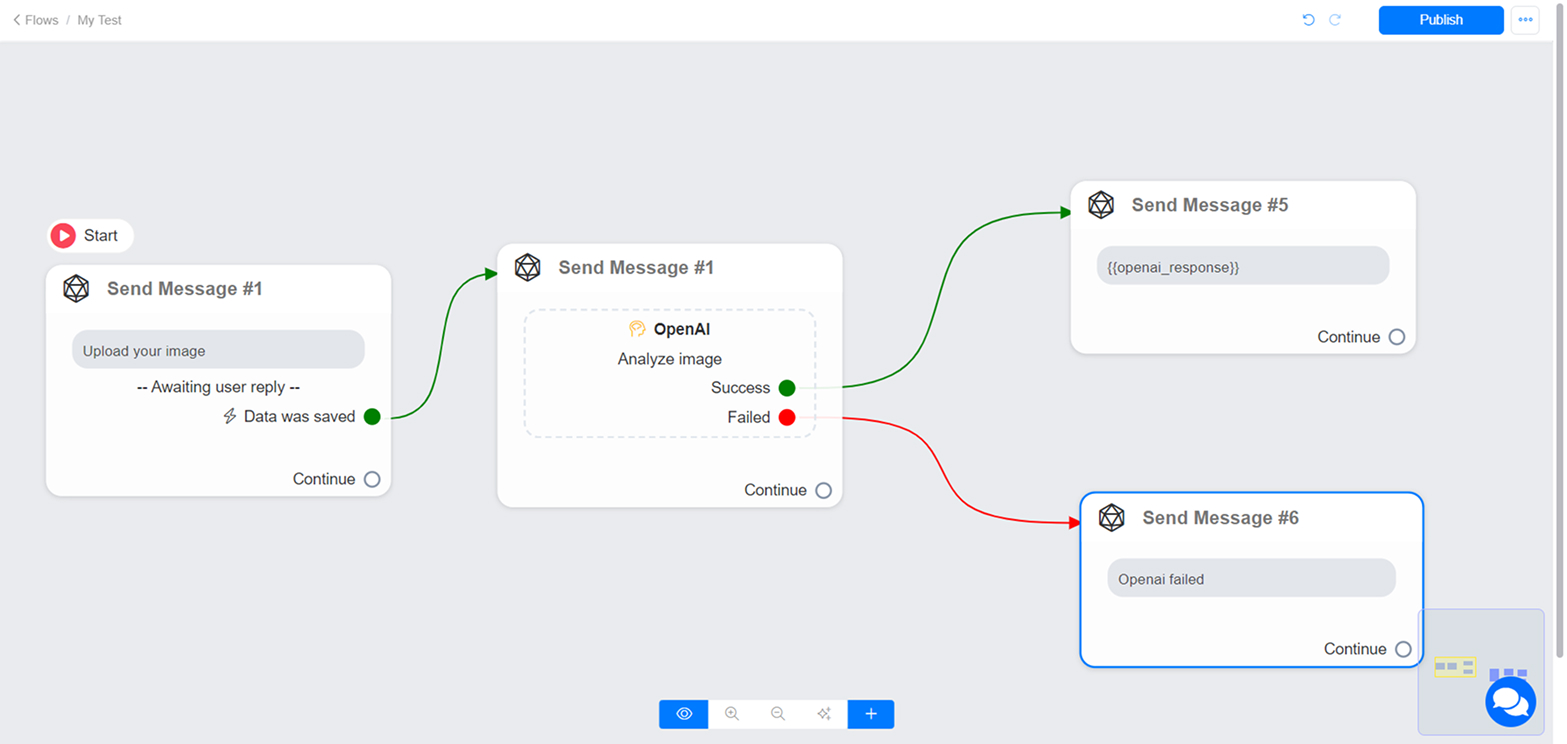 Flows / My Test
Publish
Start
Send Message #1
Upload your image
-- Awaiting user reply --
Data was saved
Continue
Send Message #1
OpenAI
Analyze image
Success
Failed
Continue
Send Message #5
{{openai_response}}
Continue
Send Message #6
Openai failed
Continue